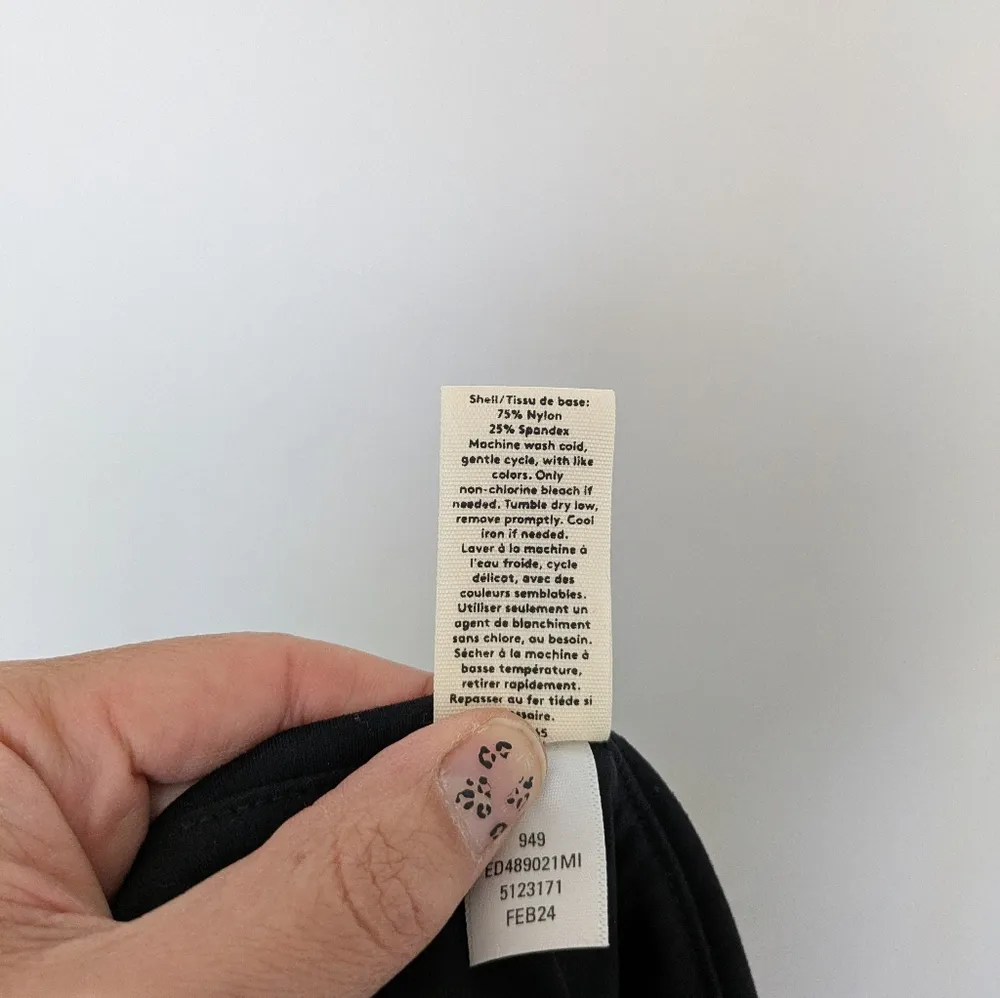 Shell/Tissu de base:
75% Nylon
25% Spandex
Machine wash cold,
gentle cycle, with like
colors. Only
non-chlorine bleach if
needed. Tumble dry low,
remove promptly. Cool
iron if needed.
Laver à la machine à
l'eau froide, cycle
délicat, avec des
couleurs semblables.
Utiliser seulement un
agent de blanchiment
sans chlore, au besoin.
Sécher à la machine à
basse température,
retirer rapidement.
Repasser au fer tiéde si
949
ED489021MI
5123171
FEB24